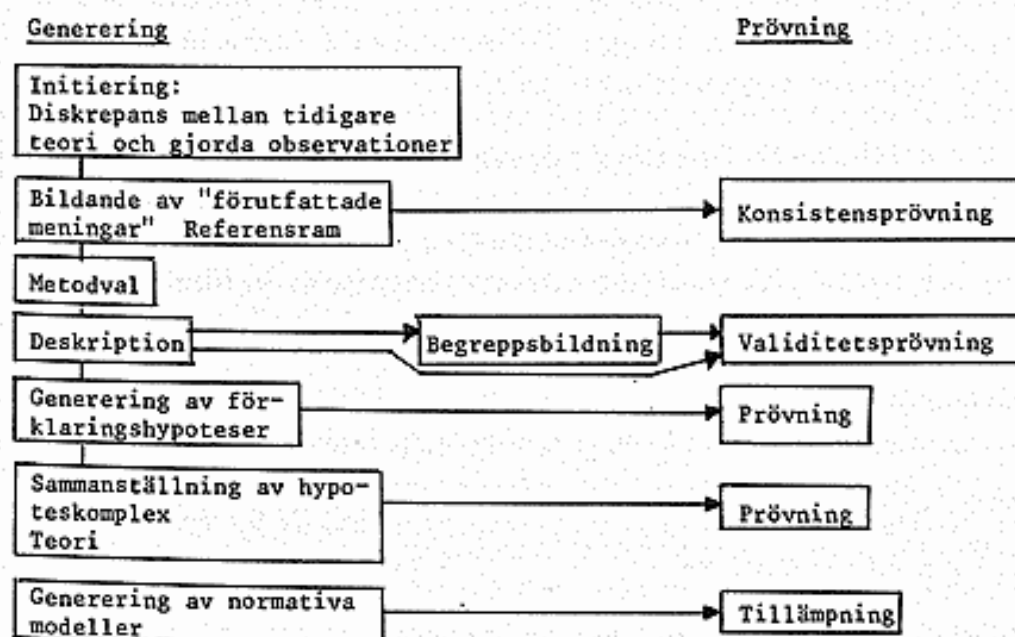 Generering
Prövning
Initiering:
Diskrepans mellan tidigare
teori och gjorda observationer
Bildande av "förutfattade
meningar" Referensram
Konsistensprövning
Metodval
Deskription
Begreppsbildning
Validitetsprövning
Generering av för-
klaringshypoteser
Prövning
Sammanställning av hypo-
teskomplex
Teori
Prövning
Generering av normativa
modeller
Tillämpning